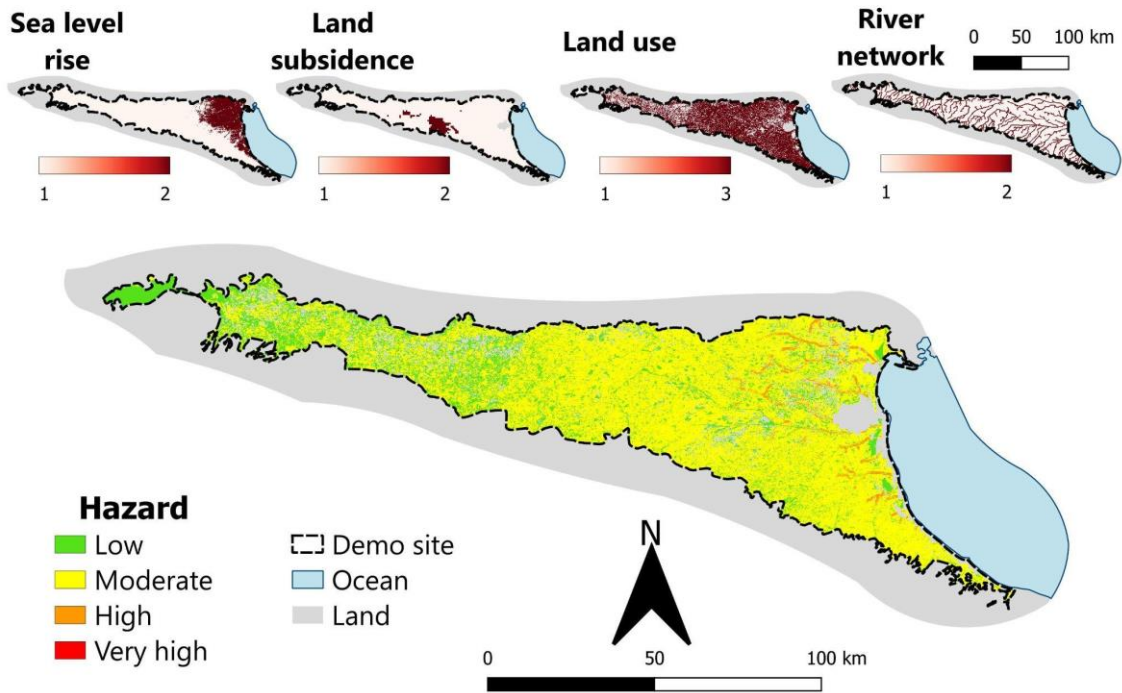 Sea level
rise
Land
subsidence
Land use
River
network
0 50 100 km
1 2
1 2
1 3
1 2
Hazard
Low
Moderate
High
Very high
Demo site
Ocean
Land
N
0 50 100 km